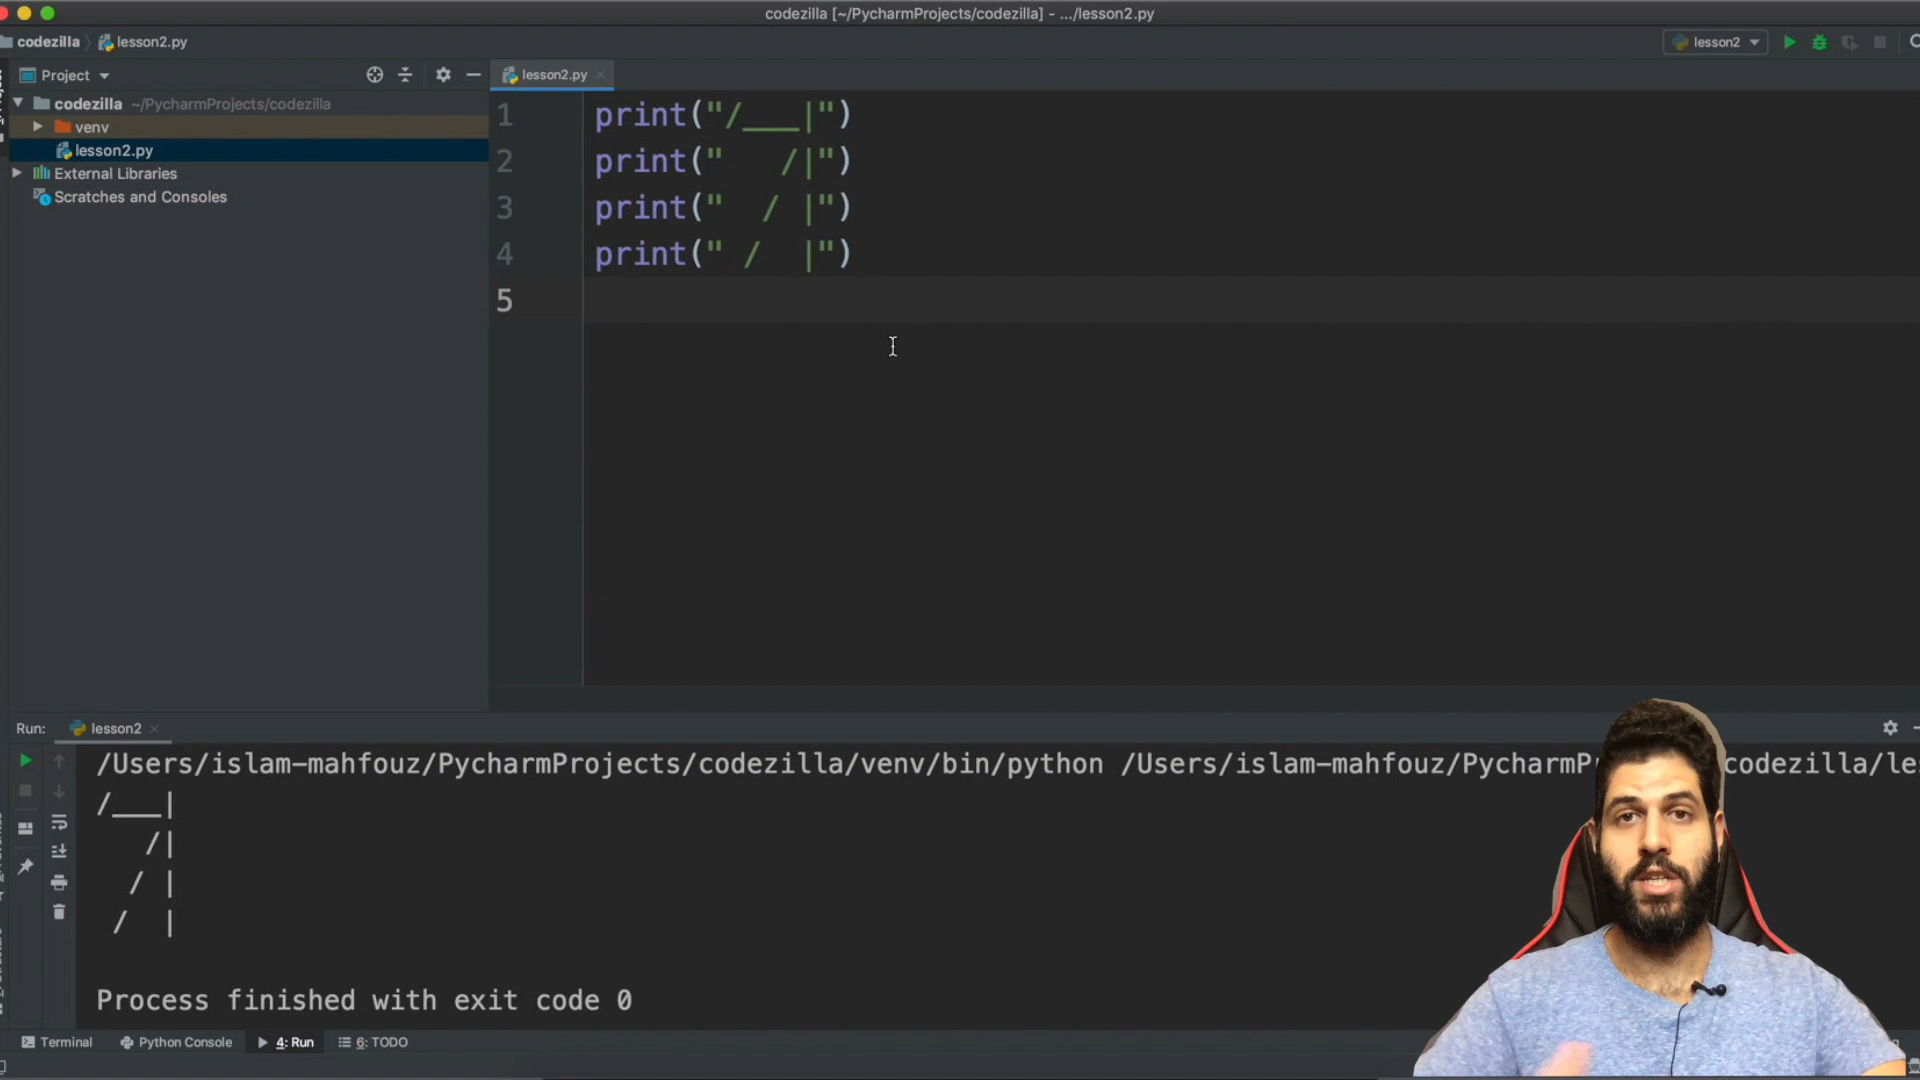 codezilla [~/PycharmProjects/codezilla] - .../lesson2.py
codezilla lesson2.py
lesson2
Project
lesson2.py
codezilla ~/PycharmProjects/codezilla
venv
lesson2.py
External Libraries
Scratches and Consoles
1 print("/___|")
2 print("   /|")
3 print("  / |")
4 print(" /  |")
5
Run: lesson2
/Users/islam-mahfouz/PycharmProjects/codezilla/venv/bin/python /Users/islam-mahfouz/PycharmP codezilla/le
/___|
   /|
  / |
 /  |
Process finished with exit code 0
Terminal Python Console 4: Run 6: TODO